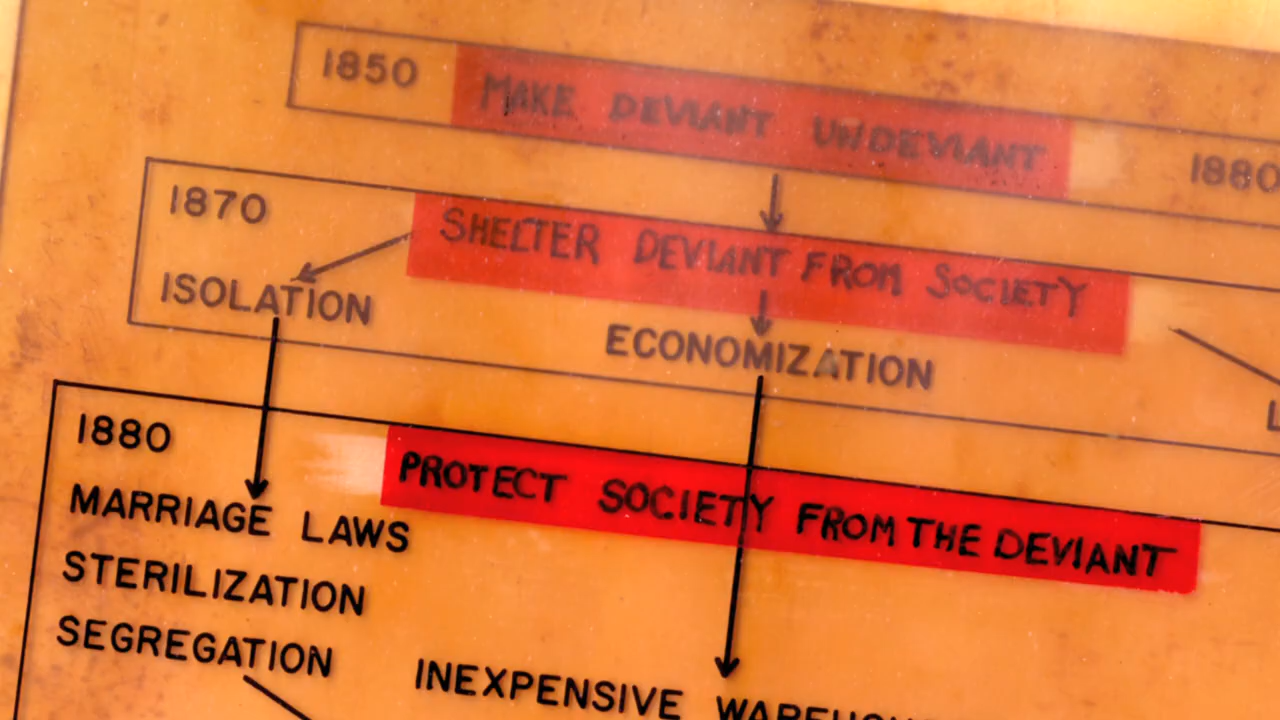 1850 MAKE DEVIANT UNDEVIANT
1880
1870 SHELTER DEVIANT FROM SOCIETY
ISOLATION
ECONOMIZATION
1880 PROTECT SOCIETY FROM THE DEVIANT
MARRIAGE LAWS
STERILIZATION
SEGREGATION
INEXPENSIVE